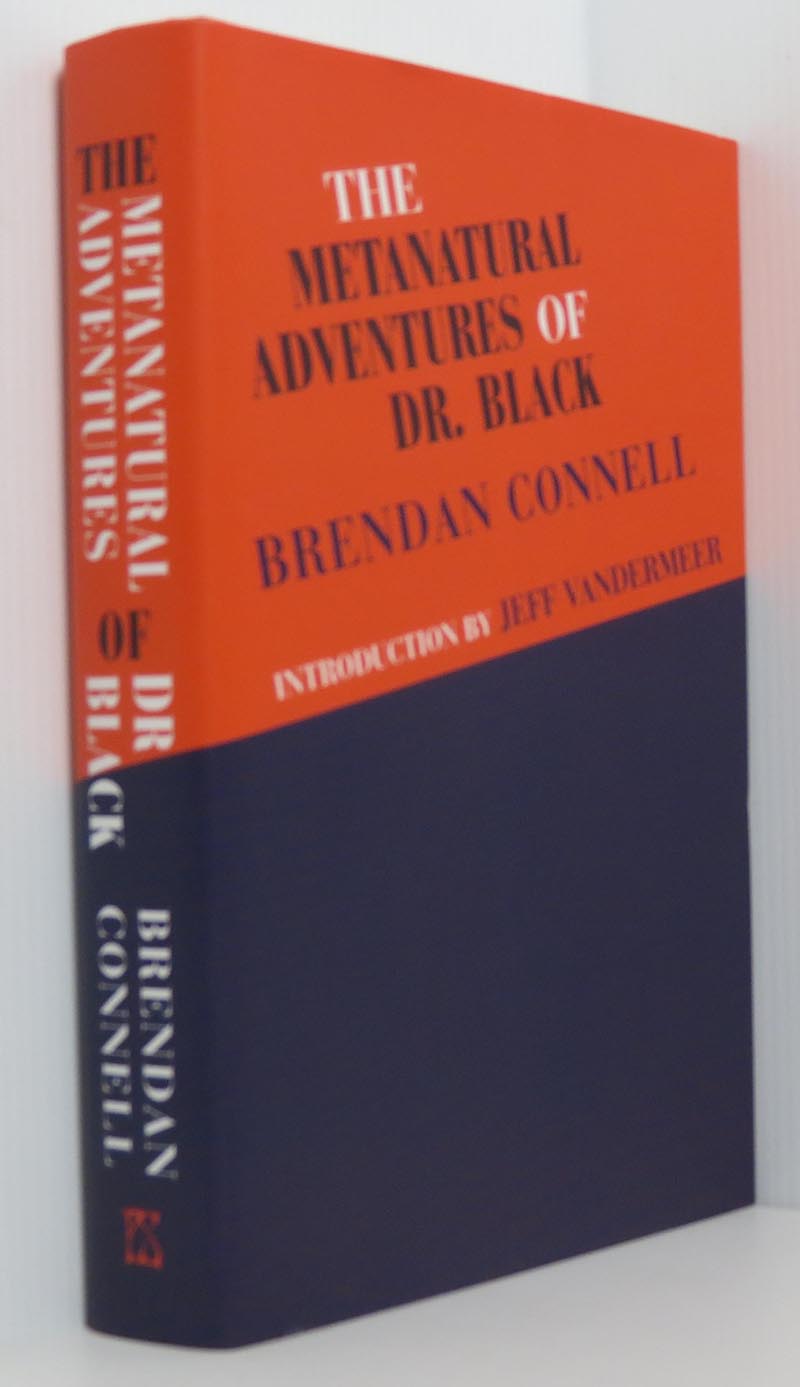 THE
METANATURAL
ADVENTURES OF
DR. BLACK
BRENDAN CONNELL
INTRODUCTION BY JEFF VANDERMEER
THE
METANATURAL
ADVENTURES
OF
DR
BLACK
BRENDAN
CONNELL
PS